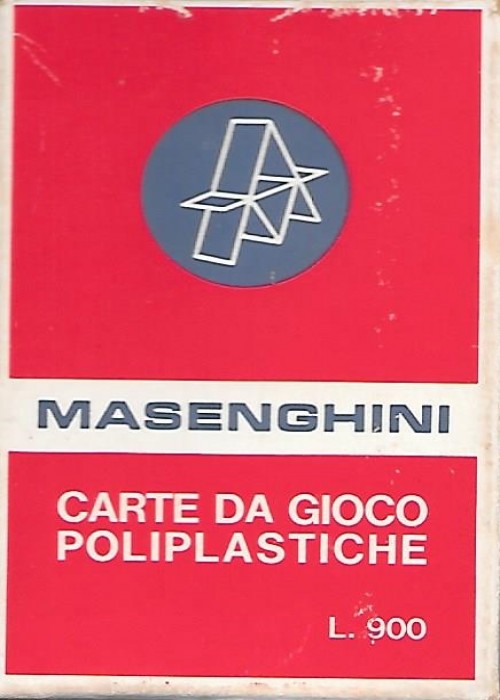 MASENGHINI
CARTE DA GIOCO
POLIPLASTICHE
L. 900